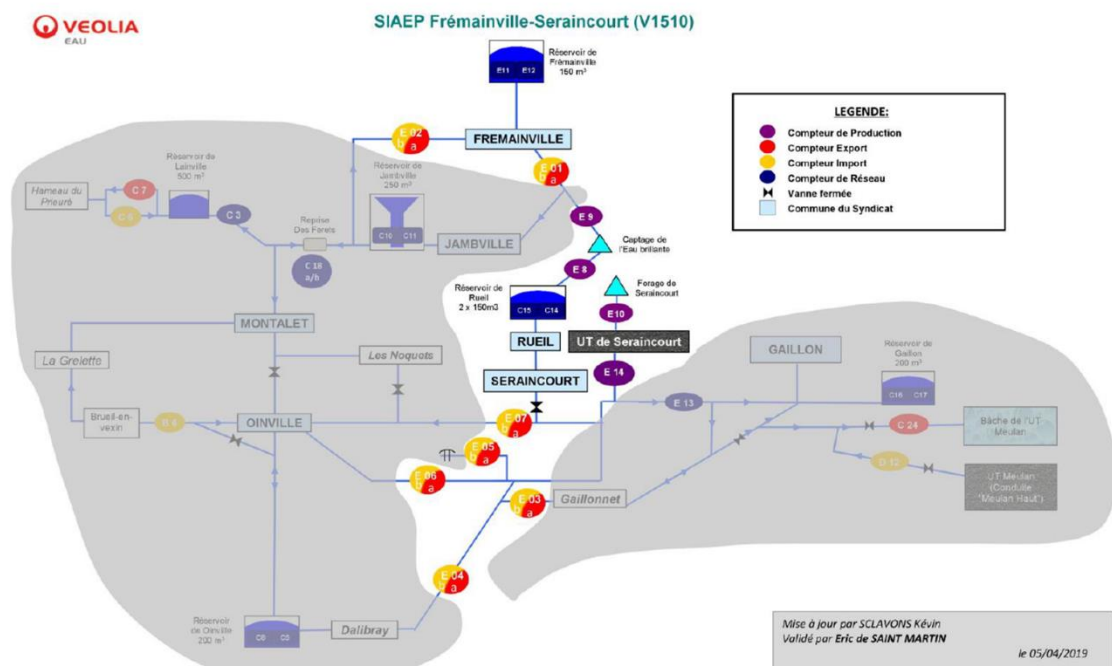 VEOLIA
EAU
SIAEP Frémainville-Seraincourt (V1510)
E11 E12
Réservoir de
Frémainville
150 m³
LEGENDE:
Compteur de Production
Compteur Export
Compteur Import
Compteur de Réseau
Vanne fermée
Commune du Syndicat
E 02
b a
FREMAINVILLE
E 01
b a
Réservoir de
Lainville
500 m³
Réservoir de
Jambville
250 m³
Hameau du
Prieuré
C 7
C 3
E 9
Reprise
Des Forets
C10 C11
JAMBVILLE
Captage de
l'Eau brillante
C 18
a/b
E 8
Forage de
Seraincourt
Réservoir de
Rueil
2 x 150m3
C15 C14
E10
MONTALET
RUEIL
UT de Seraincourt
GAILLON
La Grelette
Les Noquets
SERAINCOURT
E 14
Réservoir de
Gaillon
200 m³
C16 C17
E 13
Brueil-en-
vexin
OINVILLE
E 07
b a
C 24
Bâche de l'UT
Meulan
E 05
b a
E 06
b a
D 12
UT Meulan
(Conduite
"Meulan Haut")
E 03
b a
Gaillonnet
E 04
b a
Réservoir de
Oinville
200 m³
Dalibray
Mise à jour par SCLAVONS Kévin
Validé par Eric de SAINT MARTIN
le 05/04/2019